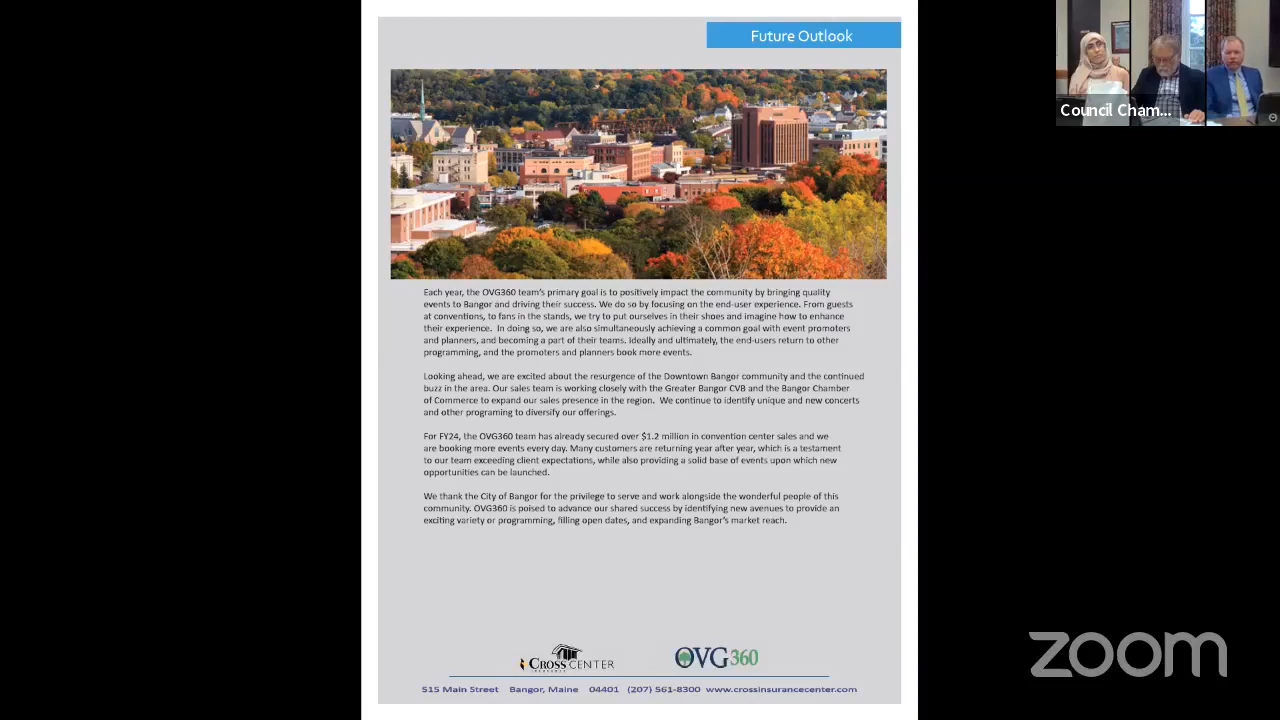 Future Outlook
Council Cham...
Each year, the OVG360 team's primary goal is to positively impact the community by bringing quality
events to Bangor and driving their success. We do so by focusing on the end-user experience. From guests
at conventions, to fans in the stands, we try to put ourselves in their shoes and imagine how to enhance
their experience. In doing so, we are also simultaneously achieving a common goal with event promoters
and planners, and becoming a part of their teams. Ideally and ultimately, the end-users return to other
programming, and the promoters and planners book more events.
Looking ahead, we are excited about the resurgence of the Downtown Bangor community and the continued
buzz in the area. Our sales team is working closely with the Greater Bangor CVB and the Bangor Chamber
of Commerce to expand our sales presence in the region. We continue to identify unique and new concerts
and other programing to diversify our offerings.
For FY24, the OVG360 team has already secured over $1.2 million in convention center sales and we
are booking more events every day. Many customers are returning year after year, which is a testament
to our team exceeding client expectations, while also providing a solid base of events upon which new
opportunities can be launched.
We thank the City of Bangor for the privilege to serve and work alongside the wonderful people of this
community. OVG360 is poised to advance our shared success by identifying new avenues to provide an
exciting variety or programming, filling open dates, and expanding Bangor's market reach.
CROSS CENTER
INSURANCE
OVG360
515 Main Street Bangor, Maine 04401 (207) 561-8300 www.crossinsurancecenter.com
zoom